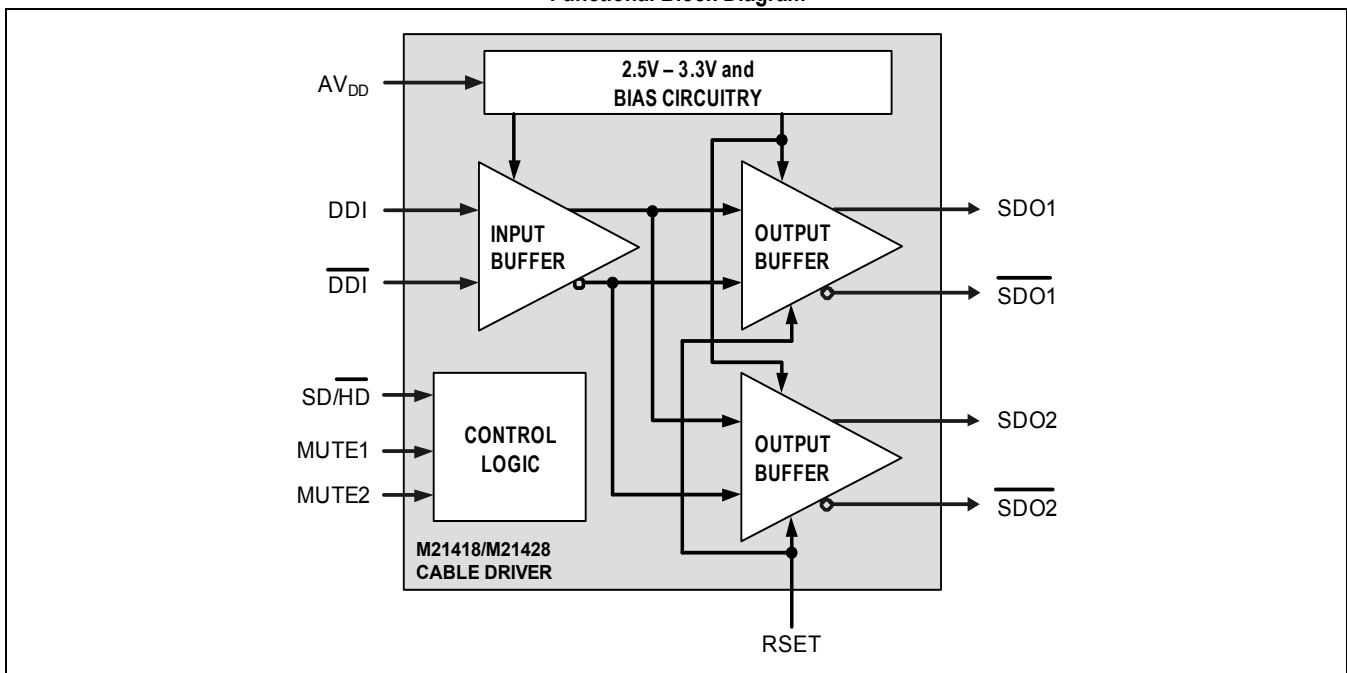 Functional Block Diagram
2.5V – 3.3V and
BIAS CIRCUITRY
AVDD
DDI
DDI
INPUT
BUFFER
OUTPUT
BUFFER
SDO1
SDO1
SD/HD
MUTE1
MUTE2
CONTROL
LOGIC
OUTPUT
BUFFER
SDO2
SDO2
M21418/M21428
CABLE DRIVER
RSET